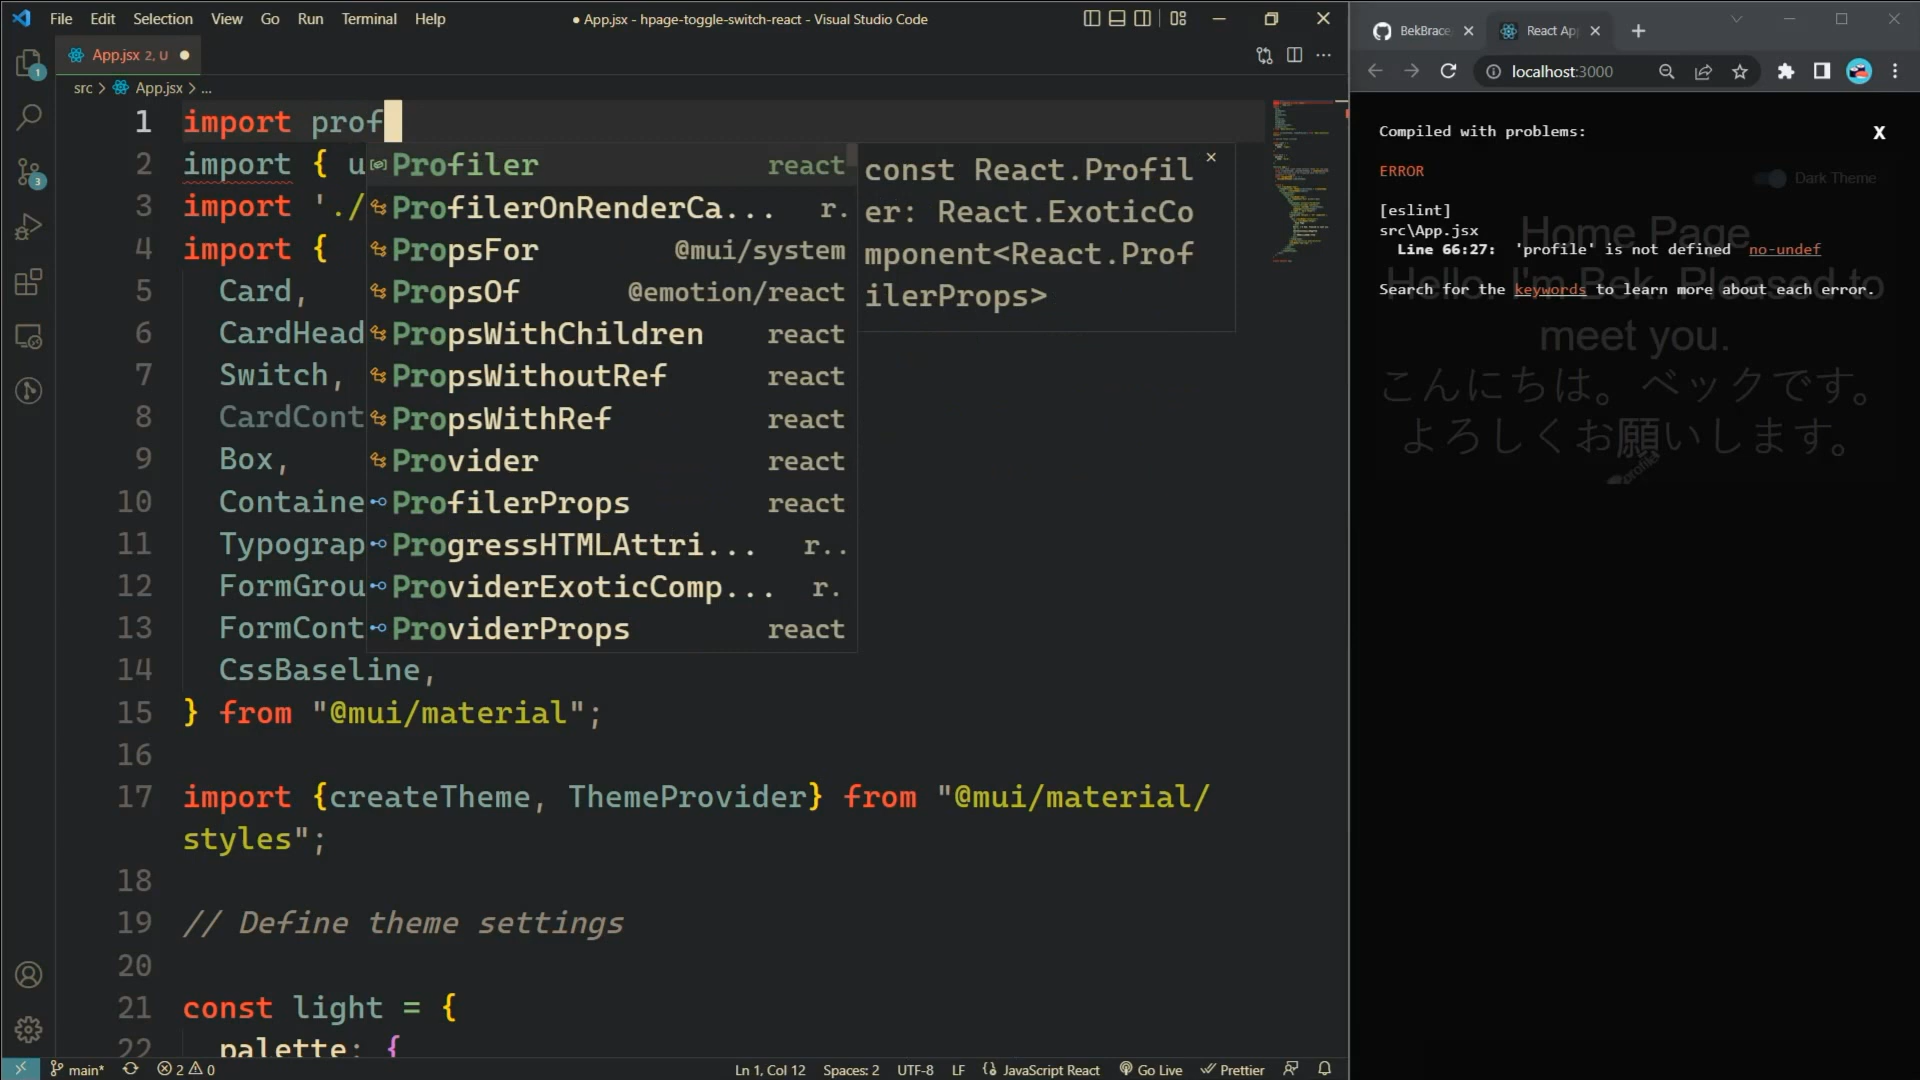 File Edit Selection View Go Run Terminal Help
● App.jsx - hpage-toggle-switch-react - Visual Studio Code
App.jsx 2, U ●
src > App.jsx > ...
1 import prof
2 import { u
3 import './
4 import {
5 Card,
6 CardHead
7 Switch,
8 CardCont
9 Box,
10 Containe
11 Typograp
12 FormGrou
13 FormCont
14 CssBaseline,
15 } from "@mui/material";
16
17 import {createTheme, ThemeProvider} from "@mui/material/
styles";
18
19 // Define theme settings
20
21 const light = {
22 palette: {
Profiler react
ProfilerOnRenderCa... r.
PropsFor @mui/system
PropsOf @emotion/react
PropsWithChildren react
PropsWithoutRef react
PropsWithRef react
Provider react
ProfilerProps react
ProgressHTMLAttri... r..
ProviderExoticComp... r.
ProviderProps react
const React.Profil
er: React.ExoticCo
mponent<React.Prof
ilerProps>
1
3
main* 2 0
Ln 1, Col 12 Spaces: 2 UTF-8 LF JavaScript React Go Live Prettier
BekBrace
React Ap
localhost:3000
Compiled with problems:
X
ERROR
Dark Theme
[eslint]
src\App.jsx
Line 66:27: 'profile' is not defined no-undef
Search for the keywords to learn more about each error.
Home Page
Hello. I'm Bek. Pleased to
meet you.
こんにちは。ベックです。
よろしくお願いします。
profile